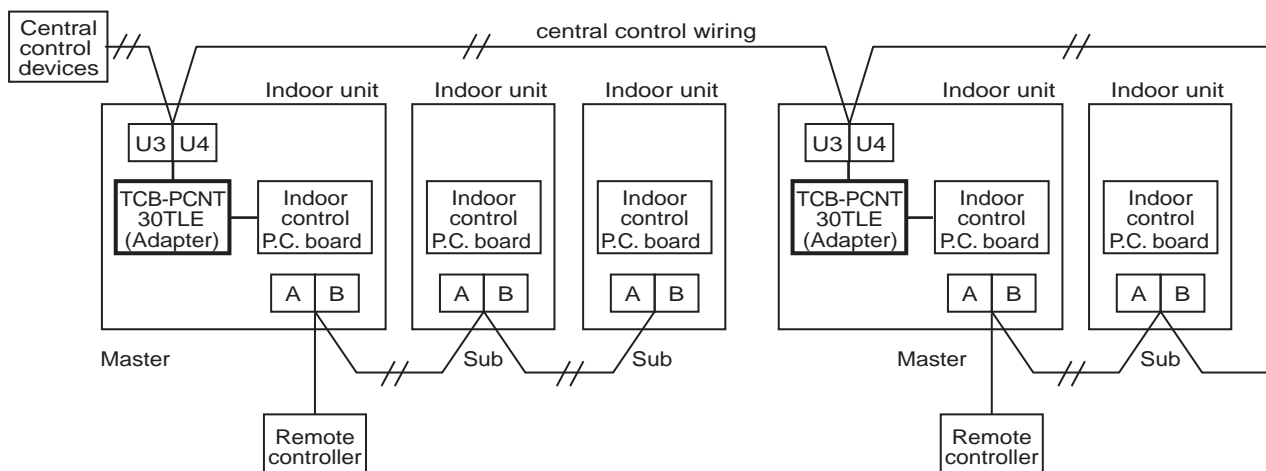 Central
control
devices
central control wiring
Indoor unit
Indoor unit
Indoor unit
Indoor unit
Indoor unit
U3 U4
U3 U4
TCB-PCNT
30TLE
(Adapter)
Indoor
control
P.C. board
Indoor
control
P.C. board
Indoor
control
P.C. board
TCB-PCNT
30TLE
(Adapter)
Indoor
control
P.C. board
Indoor
control
P.C. board
A B
A B
A B
A B
A B
Master
Sub
Sub
Master
Sub
Remote
controller
Remote
controller